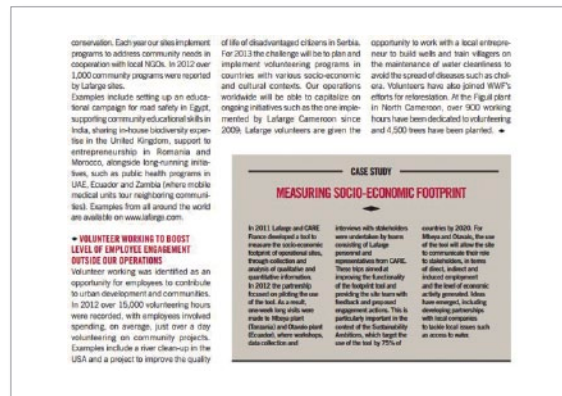 conservation. Each year our sites implement
programs to address community needs in
cooperation with local NGOs. In 2012 over
1,000 community programs were reported
by Lafarge sites.
Examples include setting up an educa-
tional campaign for road safety in Egypt,
supporting community educational skills in
India, sharing in-house biodiversity exper-
tise in the United Kingdom, support to
entrepreneurship in Romania and
Morocco, alongside long-running initia-
tives, such as public health programs in
UAE, Ecuador and Zambia (where mobile
medical units tour neighboring communi-
ties). Examples from all around the world
are available on www.lafarge.com.
VOLUNTEER WORKING TO BOOST
LEVEL OF EMPLOYEE ENGAGEMENT
OUTSIDE OUR OPERATIONS
Volunteer working was identified as an
opportunity for employees to contribute
to urban development and communities.
In 2012 over 15,000 volunteering hours
were recorded, with employees involved
spending, on average, just over a day
volunteering on community projects.
Examples include a river clean-up in the
USA and a project to improve the quality
of life of disadvantaged citizens in Serbia.
For 2013 the challenge will be to plan and
implement volunteering programs in
countries with various socio-economic
and cultural contexts. Our operations
worldwide will be able to capitalize on
ongoing initiatives such as the one imple-
mented by Lafarge Cameroon since
2009. Lafarge volunteers are given the
opportunity to work with a local entrepre-
neur to build wells and train villagers on
the maintenance of water cleanliness to
avoid the spread of diseases such as chol-
era. Volunteers have also joined WWF's
efforts for reforestation. At the Figuil plant
in North Cameroon, over 900 working
hours have been dedicated to volunteering
and 4,500 trees have been planted.
CASE STUDY
MEASURING SOCIO-ECONOMIC FOOTPRINT
In 2011 Lafarge and CARE
France developed a tool to
measure the socio-economic
footprint of operational sites,
through collection and
analysis of qualitative and
quantitative information.
In 2012 the partnership
focused on piloting the use
of the tool. As a result,
one-week long visits were
made to Mbeya plant
(Tanzania) and Otavalo plant
(Ecuador), where workshops,
data collection and
interviews with stakeholders
were undertaken by teams
consisting of Lafarge
personnel and
representatives from CARE.
These trips aimed at
improving the functionality
of the footprint tool and
providing the site team with
feedback and proposed
engagement actions. This is
particularly important in the
context of the Sustainability
Ambitions, which target the
use of the tool by 75% of
countries by 2020. For
Mbeya and Otavalo, the use
of the tool will allow the site
to communicate their role
to stakeholders, in terms
of direct, indirect and
induced employment
and the level of economic
activity generated. Ideas
have emerged, including
developing partnerships
with local companies
to tackle local issues such
as access to water.